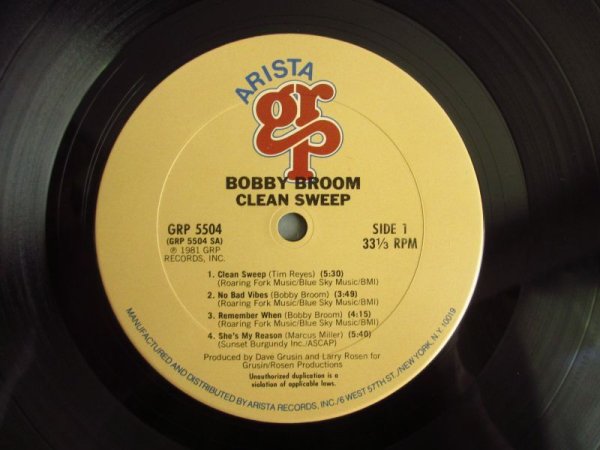 ARISTA
grp
BOBBY BROOM
CLEAN SWEEP
GRP 5504
(GRP 5504 SA)
℗ 1981 GRP
RECORDS, INC.
SIDE 1
33⅓ RPM
1. Clean Sweep (Tim Reyes) (5:30)
(Roaring Fork Music/Blue Sky Music/BMI)
2. No Bad Vibes (Bobby Broom) (3:49)
(Roaring Fork Music/Blue Sky Music/BMI)
3. Remember When (Bobby Broom) (4:15)
(Roaring Fork Music/Blue Sky Music/BMI)
4. She's My Reason (Marcus Miller) (5:40)
(Sunset Burgundy Inc./ASCAP)
Produced by Dave Grusin and Larry Rosen for
Grusin/Rosen Productions
Unauthorized duplication is a
violation of applicable laws.
MANUFACTURED AND DISTRIBUTED BY ARISTA RECORDS, INC./6 WEST 57TH ST./NEW YORK, N.Y. 10019